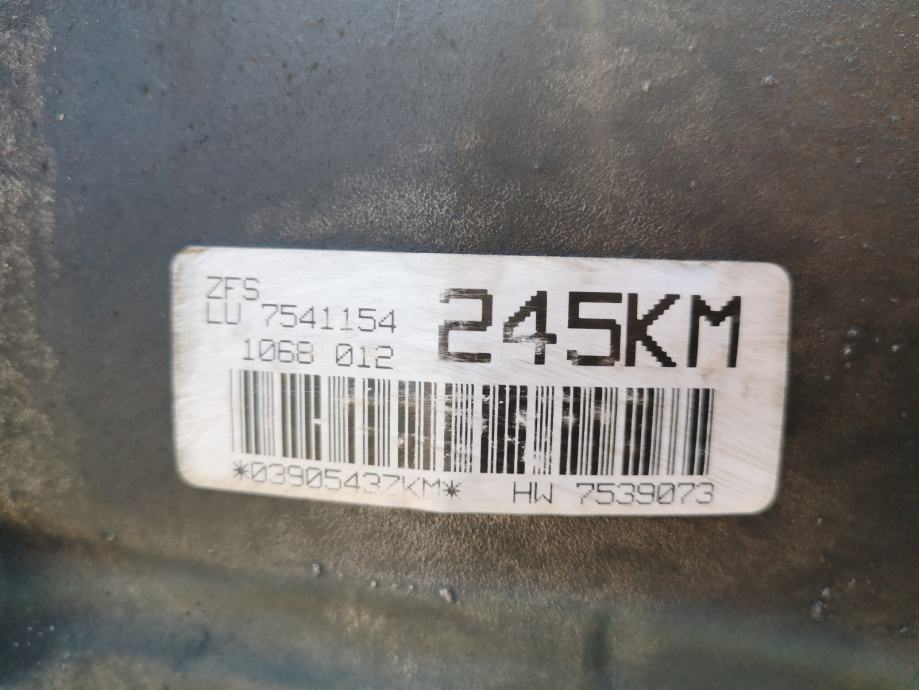 ZFS
LU 7541154
245KM
1068 012
*03905437KM*
HW 7539073